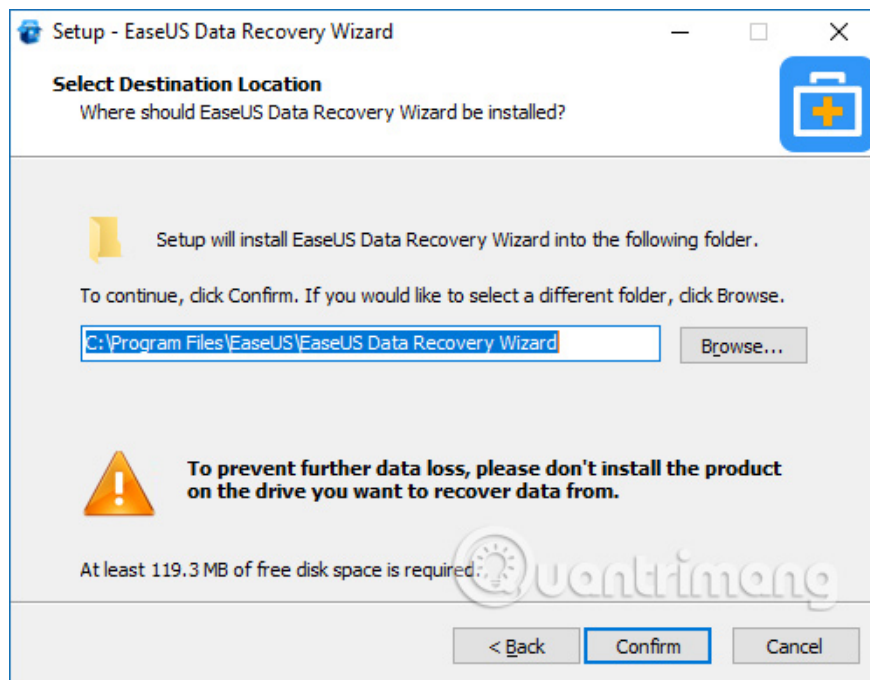 Setup - EaseUS Data Recovery Wizard
Select Destination Location
Where should EaseUS Data Recovery Wizard be installed?
Setup will install EaseUS Data Recovery Wizard into the following folder.
To continue, click Confirm. If you would like to select a different folder, click Browse.
C:\Program Files\EaseUS\EaseUS Data Recovery Wizard
Browse...
To prevent further data loss, please don't install the product
on the drive you want to recover data from.
At least 119.3 MB of free disk space is required.
Quantrimang
< Back
Confirm
Cancel